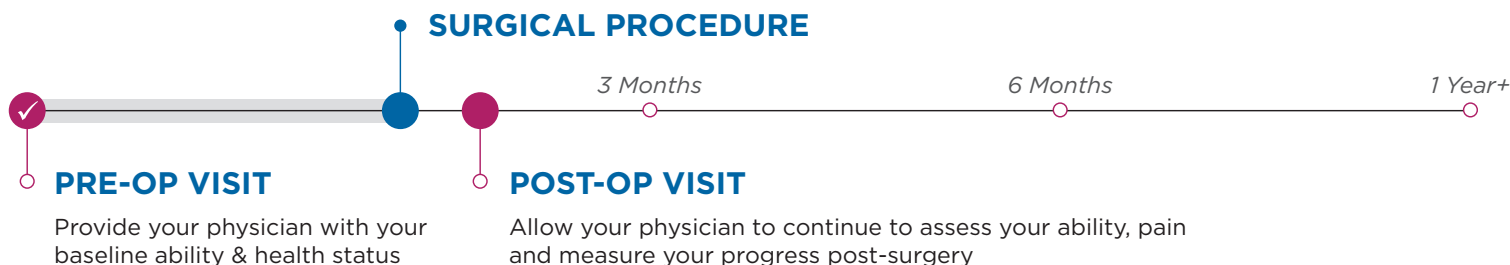 SURGICAL PROCEDURE
3 Months
6 Months
1 Year+
PRE-OP VISIT
Provide your physician with your
baseline ability & health status
POST-OP VISIT
Allow your physician to continue to assess your ability, pain
and measure your progress post-surgery